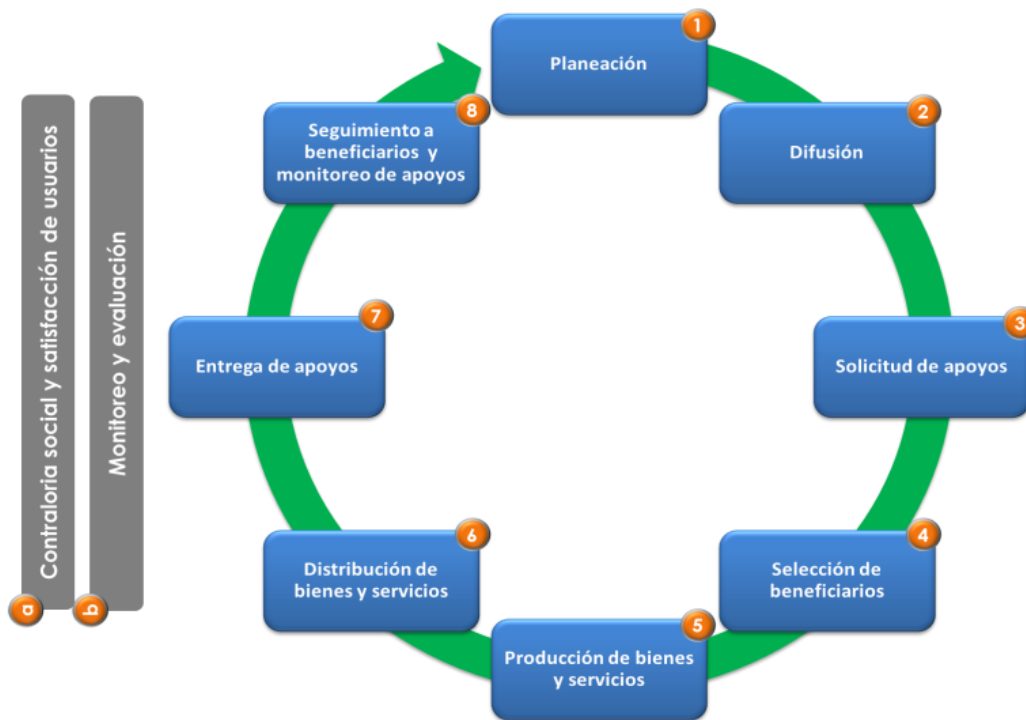 Contraloria social y satisfacción de usuarios
a
Monitoreo y evaluación
b
1
Planeación
2
Difusión
3
Solicitud de apoyos
4
Selección de
beneficiarios
5
Producción de bienes
y servicios
6
Distribución de
bienes y servicios
7
Entrega de apoyos
8
Seguimiento a
beneficiarios y
monitoreo de apoyos